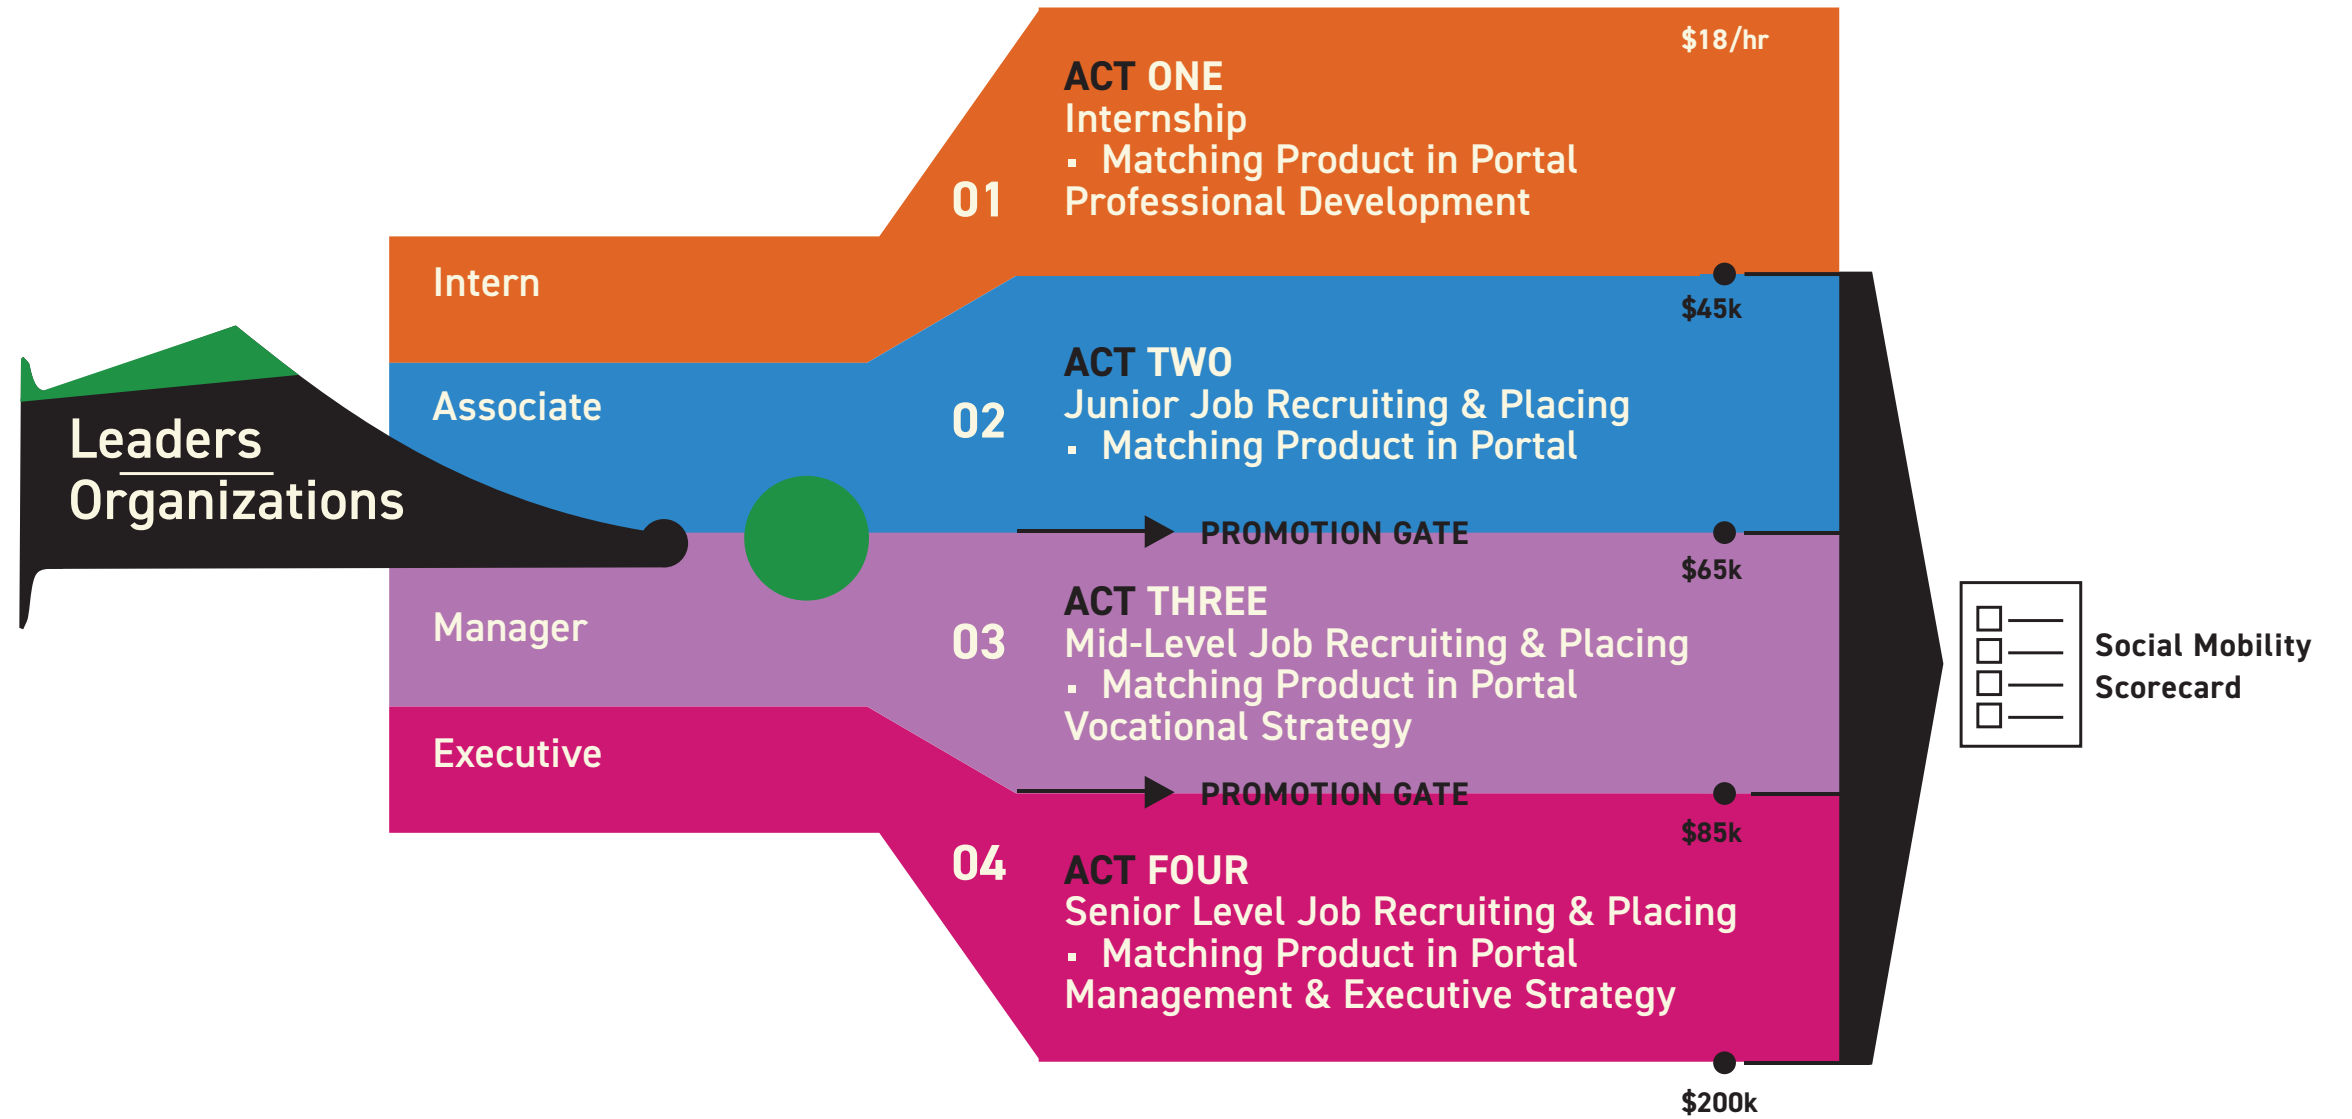 Leaders
Organizations
Intern
Associate
Manager
Executive
01
ACT ONE
Internship
▪ Matching Product in Portal
Professional Development
$18/hr
$45k
02
ACT TWO
Junior Job Recruiting & Placing
▪ Matching Product in Portal
PROMOTION GATE
$65k
03
ACT THREE
Mid-Level Job Recruiting & Placing
▪ Matching Product in Portal
Vocational Strategy
PROMOTION GATE
$85k
04
ACT FOUR
Senior Level Job Recruiting & Placing
▪ Matching Product in Portal
Management & Executive Strategy
$200k
Social Mobility
Scorecard